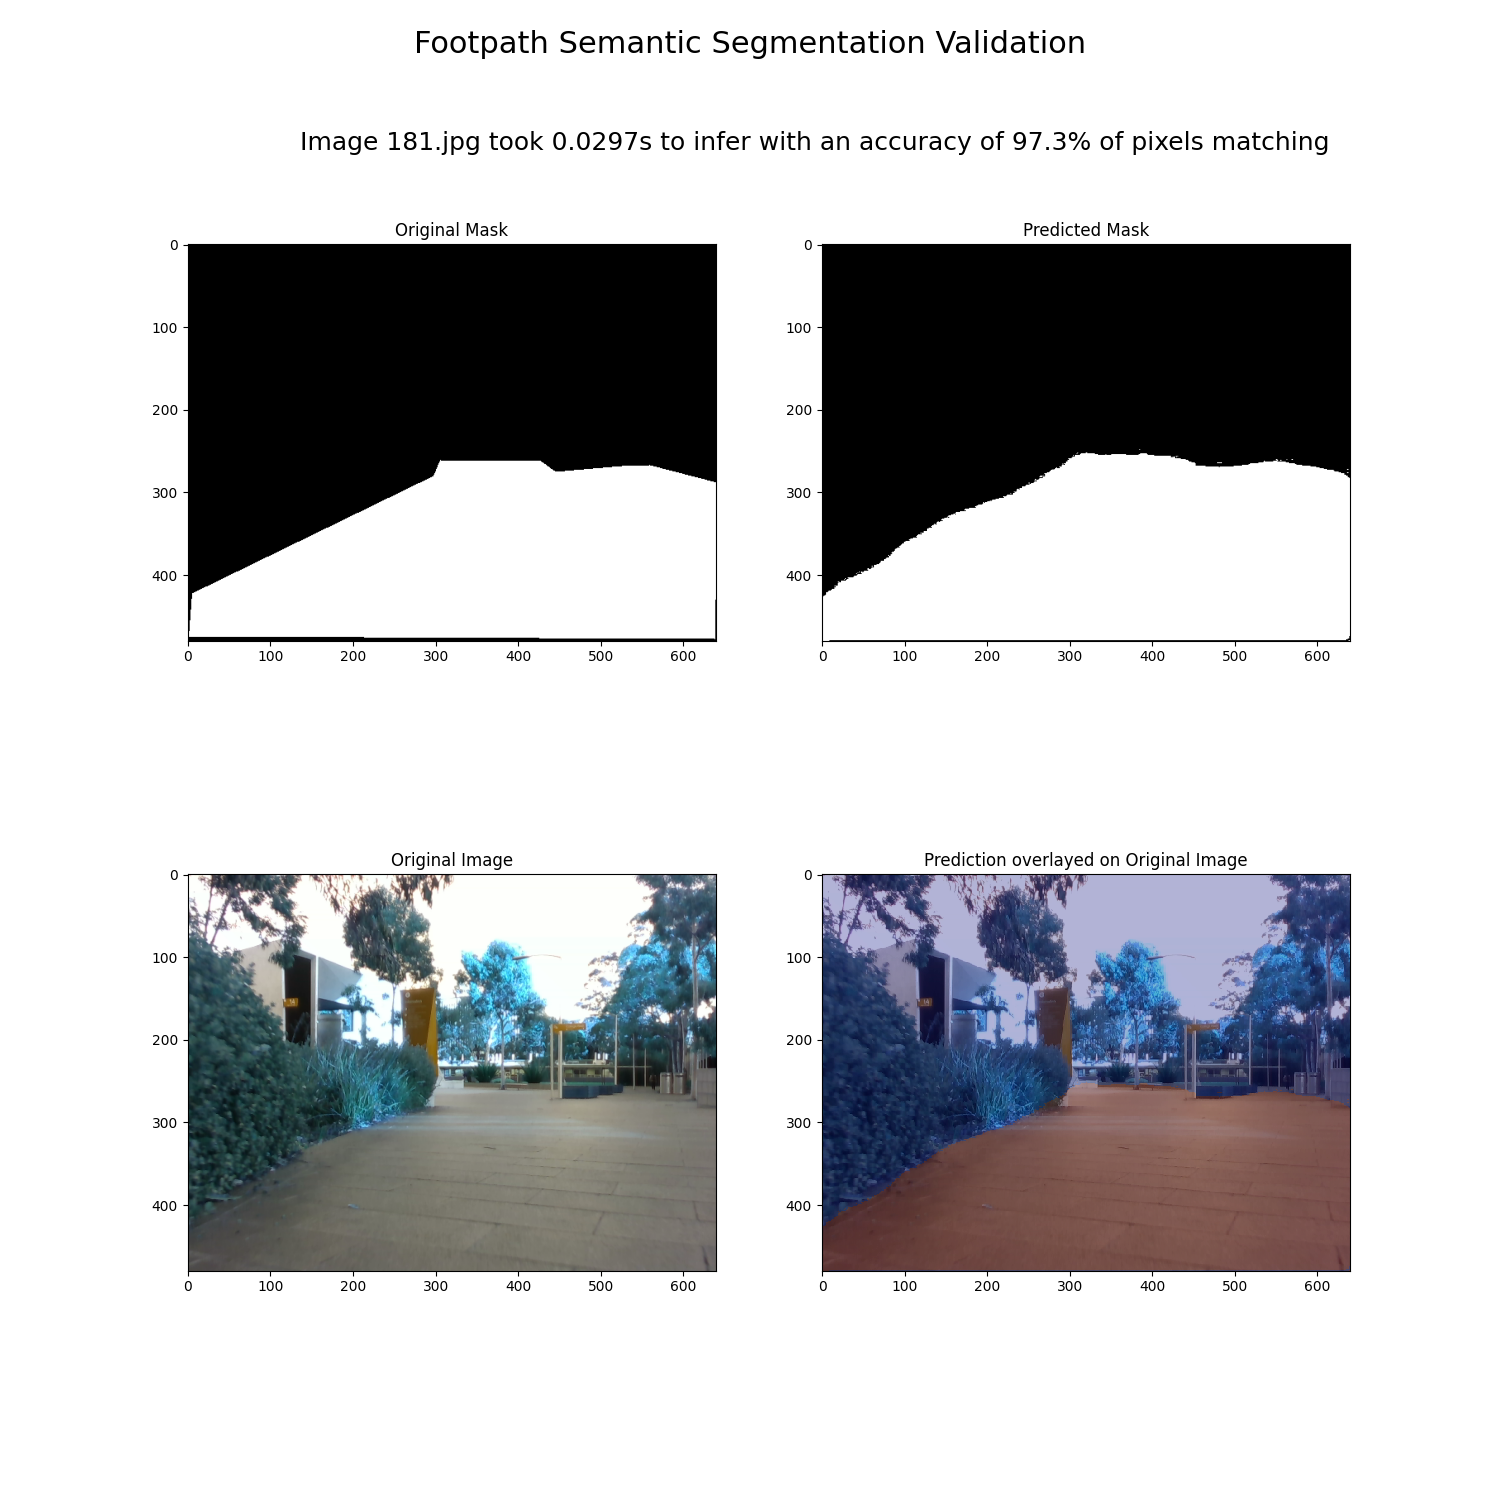 Footpath Semantic Segmentation Validation
Image 181.jpg took 0.0297s to infer with an accuracy of 97.3% of pixels matching
Original Mask
0
100
200
300
400
0 100 200 300 400 500 600
Predicted Mask
0
100
200
300
400
0 100 200 300 400 500 600
Original Image
0
100
200
300
400
0 100 200 300 400 500 600
Prediction overlayed on Original Image
0
100
200
300
400
0 100 200 300 400 500 600